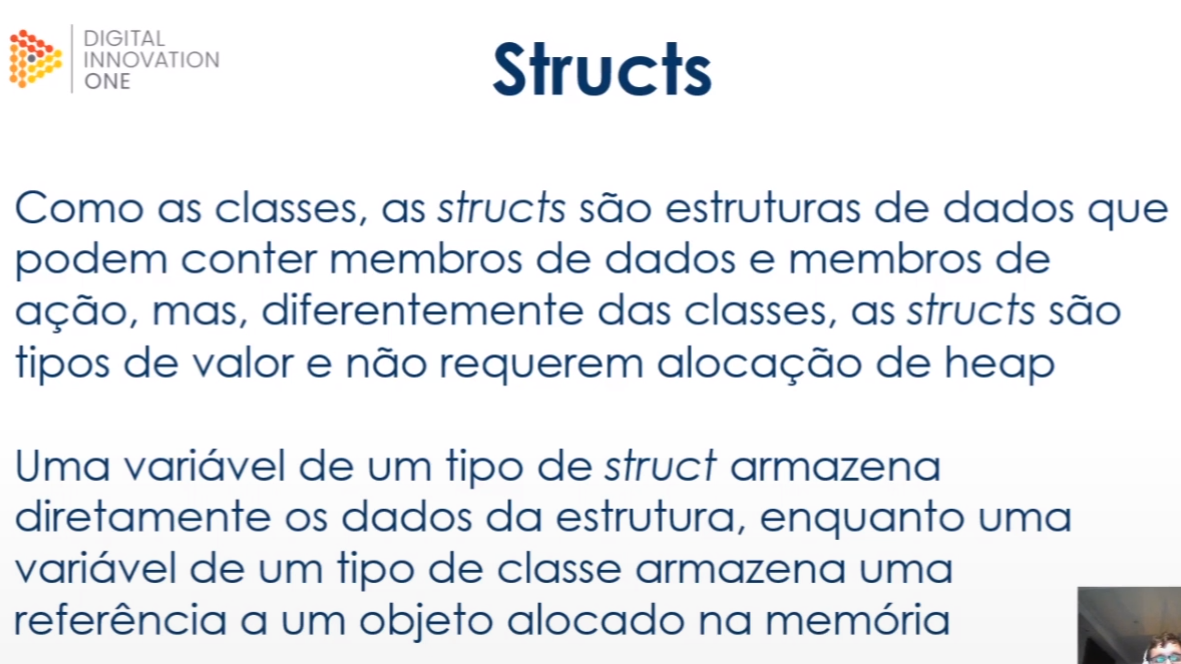 DIGITAL
INNOVATION
ONE
Structs
Como as classes, as structs são estruturas de dados que
podem conter membros de dados e membros de
ação, mas, diferentemente das classes, as structs são
tipos de valor e não requerem alocação de heap
Uma variável de um tipo de struct armazena
diretamente os dados da estrutura, enquanto uma
variável de um tipo de classe armazena uma
referência a um objeto alocado na memória